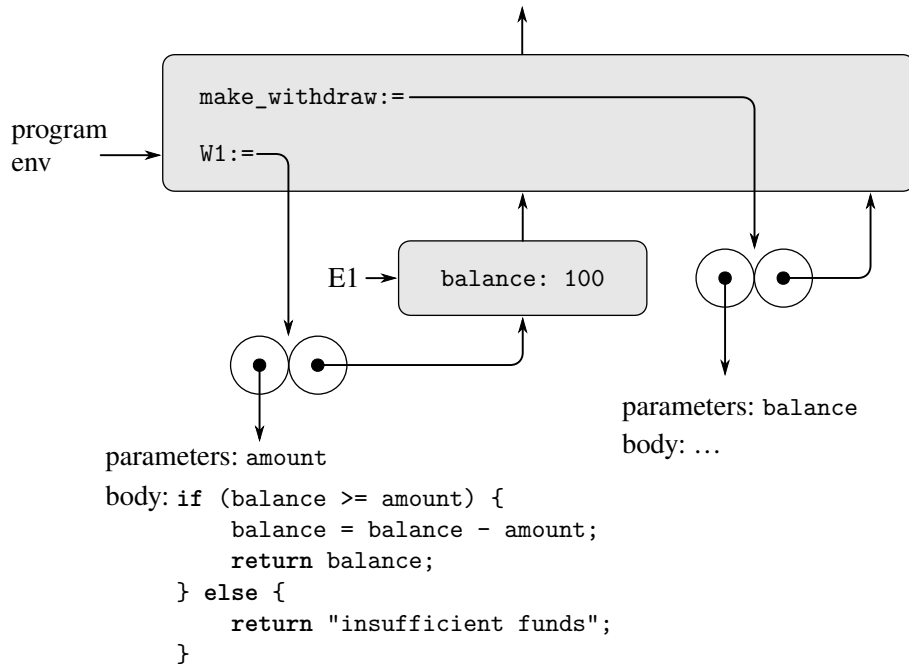 make_withdraw:=
program
env
W1:=
E1
balance: 100
parameters: balance
body: …
parameters: amount
body: if (balance >= amount) {
balance = balance - amount;
return balance;
} else {
return "insufficient funds";
}